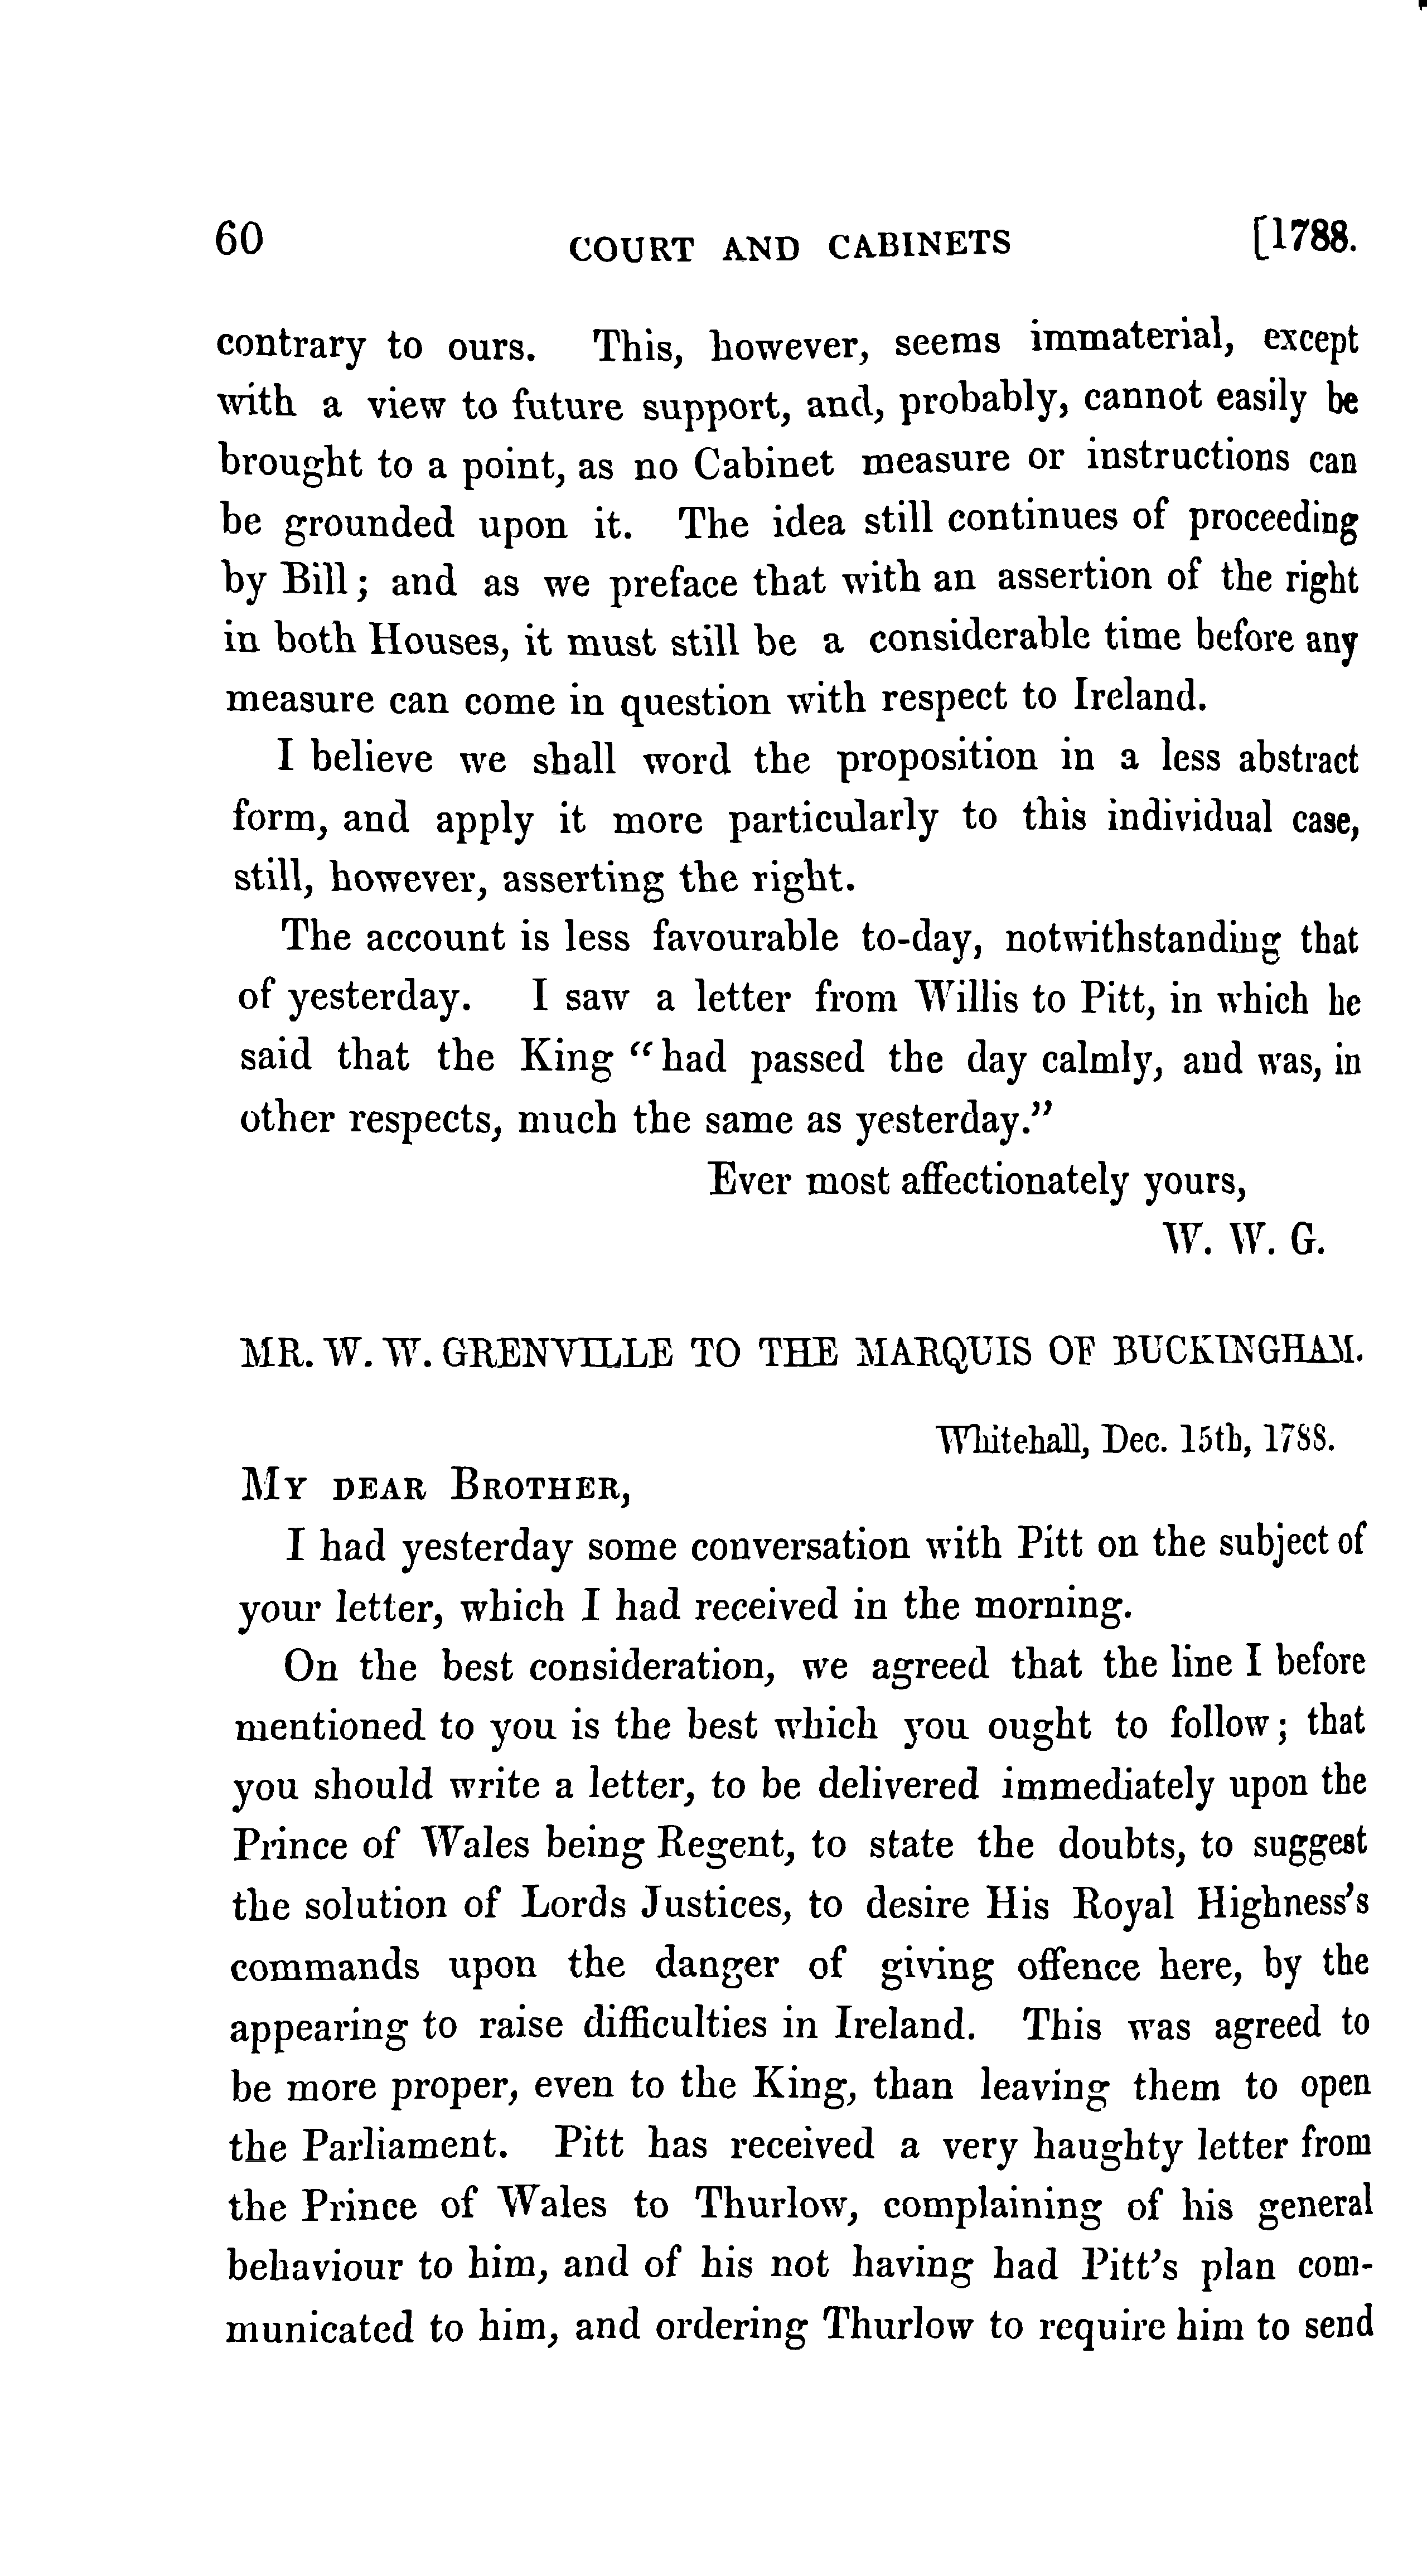 60 COURT AND CABINETS [1788.
contrary to ours. This, however, seems immaterial, except
with a view to future support, and, probably, cannot easily be
brought to a point, as no Cabinet measure or instructions can
be grounded upon it. The idea still continues of proceeding
by Bill; and as we preface that with an assertion of the right
in both Houses, it must still be a considerable time before any
measure can come in question with respect to Ireland.
I believe we shall word the proposition in a less abstract
form, and apply it more particularly to this individual case,
still, however, asserting the right.
The account is less favourable to-day, notwithstanding that
of yesterday. I saw a letter from Willis to Pitt, in which he
said that the King “had passed the day calmly, and was, in
other respects, much the same as yesterday.”
Ever most affectionately yours,
W. W. G.
MR. W. W. GRENVILLE TO THE MARQUIS OF BUCKINGHAM.
Whitehall, Dec. 15th, 1788.
MY DEAR BROTHER,
I had yesterday some conversation with Pitt on the subject of
your letter, which I had received in the morning.
On the best consideration, we agreed that the line I before
mentioned to you is the best which you ought to follow; that
you should write a letter, to be delivered immediately upon the
Prince of Wales being Regent, to state the doubts, to suggest
the solution of Lords Justices, to desire His Royal Highness’s
commands upon the danger of giving offence here, by the
appearing to raise difficulties in Ireland. This was agreed to
be more proper, even to the King, than leaving them to open
the Parliament. Pitt has received a very haughty letter from
the Prince of Wales to Thurlow, complaining of his general
behaviour to him, and of his not having had Pitt’s plan com-
municated to him, and ordering Thurlow to require him to send